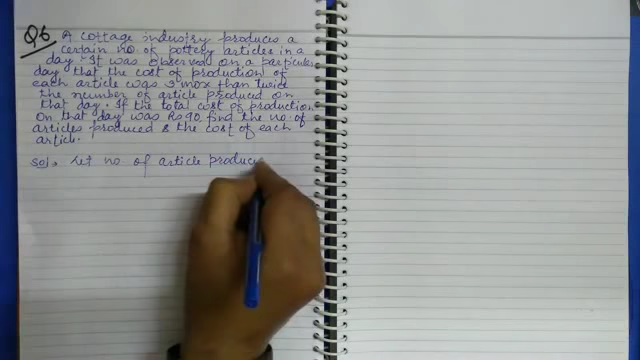 Q6 A cottage industry produces a
certain no. of pottery articles in a
day. It was observed on a particular
day that the cost of production of
each article was 3 more than twice
the number of article produced on
that day. If the total cost of production
on that day was Rs 90, find the no. of
articles produced & the cost of each
article.
Sol. Let no of article produce